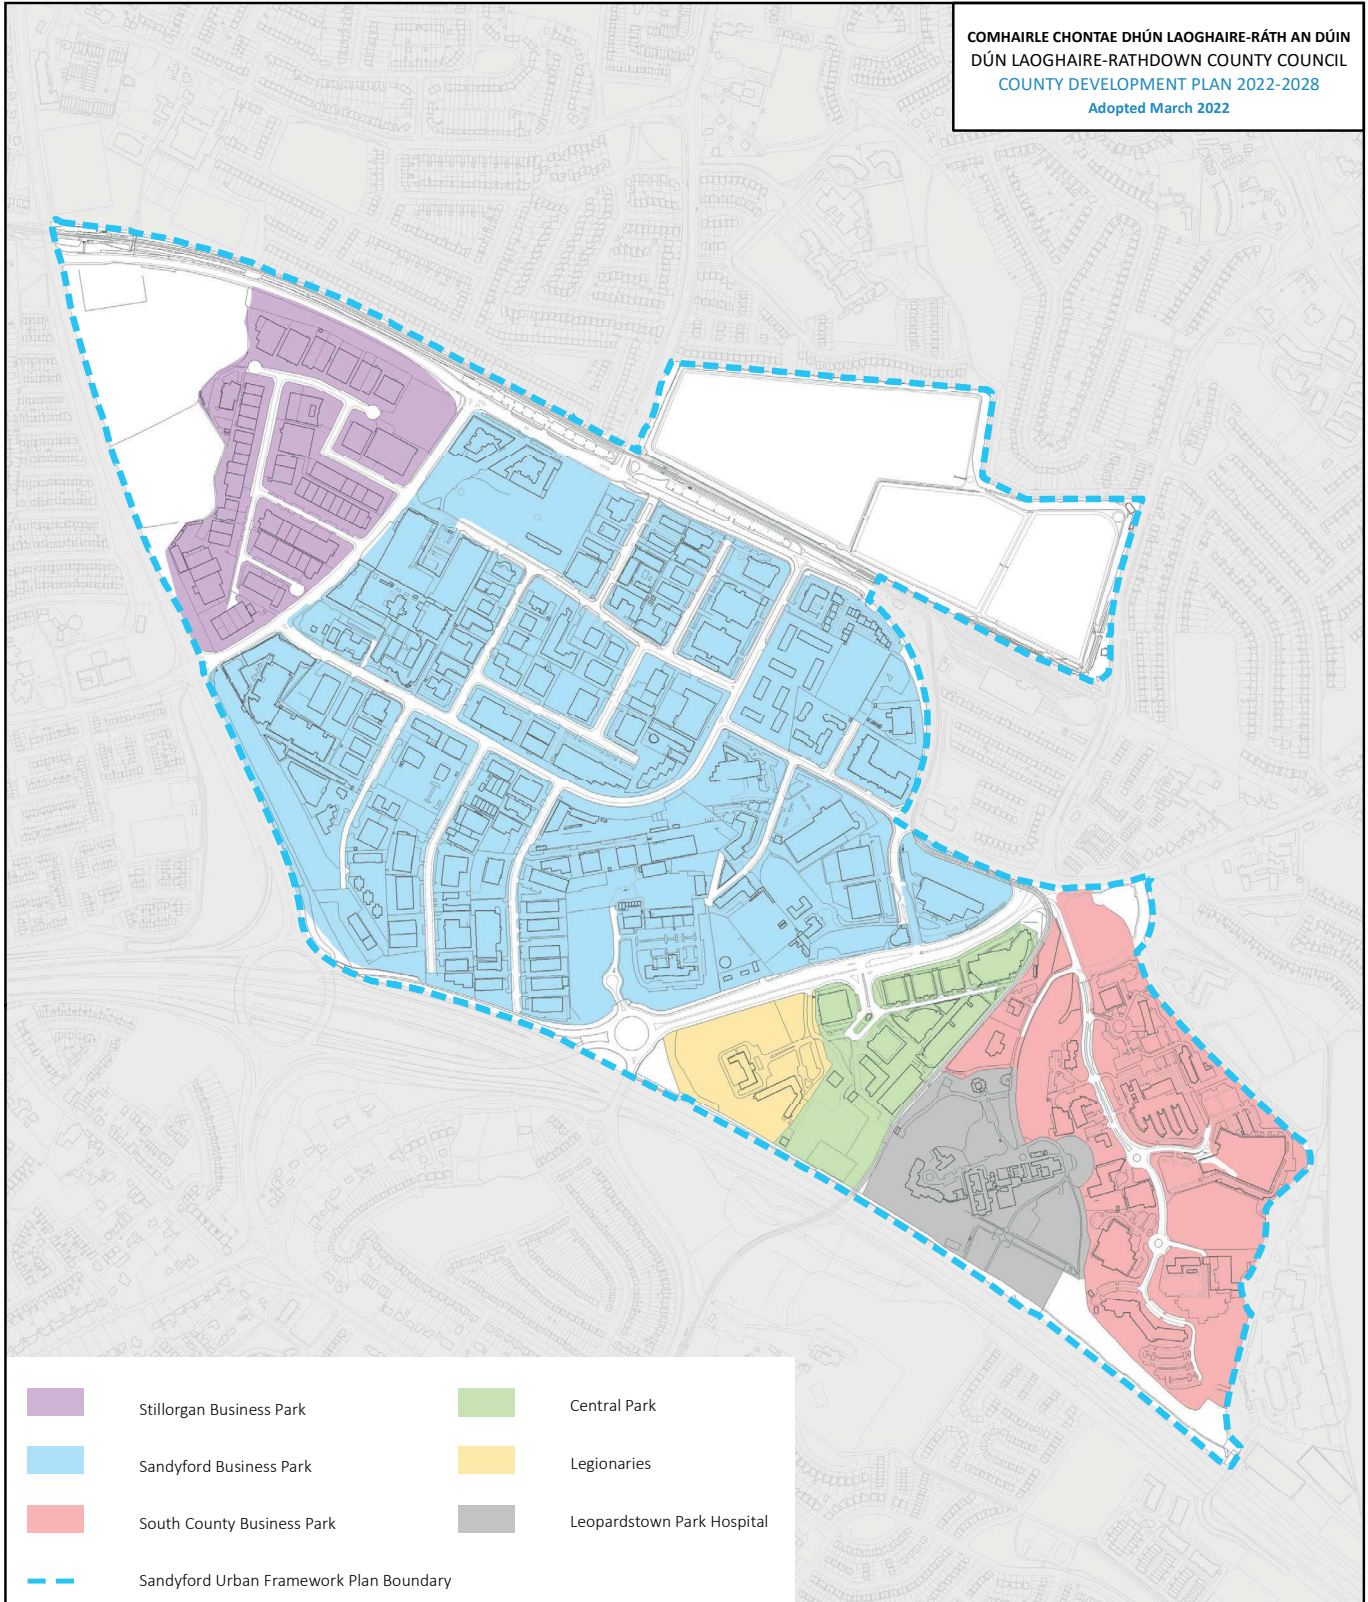 COMHAIRLE CHONTAE DHÚN LAOGHAIRE-RÁTH AN DÚIN
DÚN LAOGHAIRE-RATHDOWN COUNTY COUNCIL
COUNTY DEVELOPMENT PLAN 2022-2028
Adopted March 2022
Stillorgan Business Park
Sandyford Business Park
South County Business Park
Sandyford Urban Framework Plan Boundary
Central Park
Legionaries
Leopardstown Park Hospital